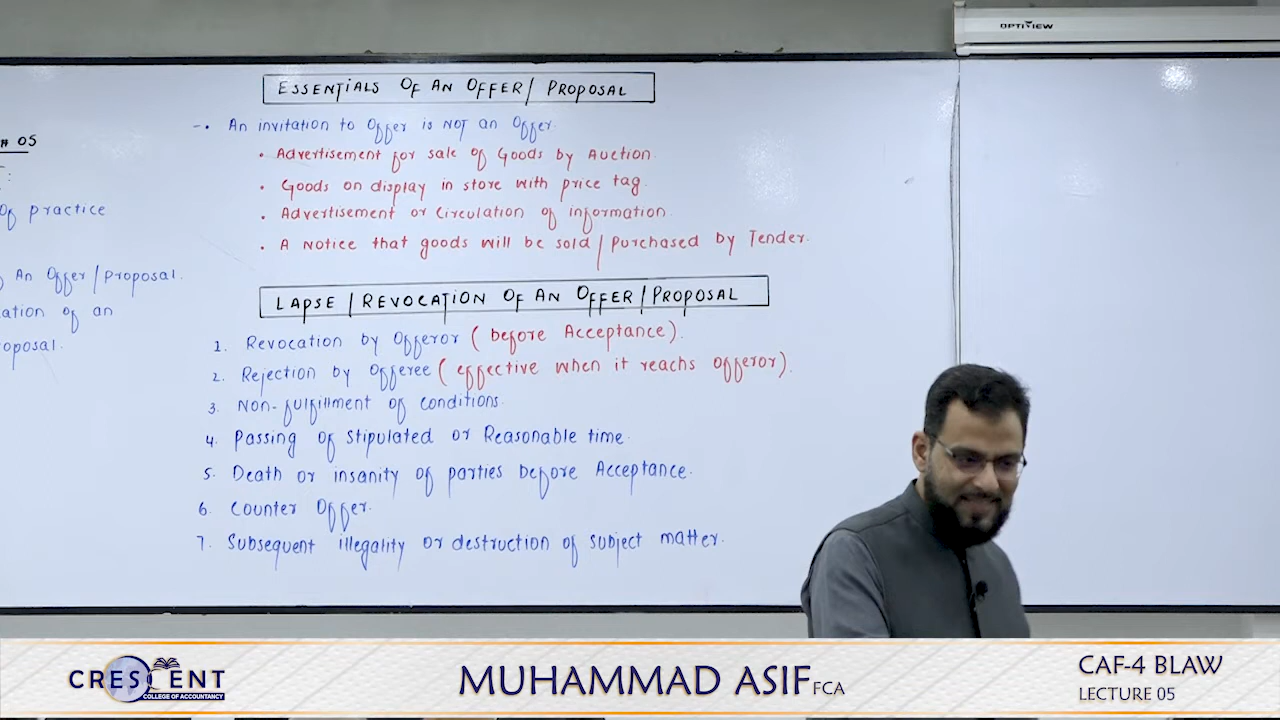 OPTIVIEW
# 05
Of practice
An Offer/proposal.
ation of an
oposal.
ESSENTIALS OF AN OFFER/ PROPOSAL
-. An invitation to Offer is NOT an Offer.
• Advertisement for sale of Goods by Auction.
• Goods on display in store with price tag.
• Advertisement or Circulation of information.
• A Notice that goods will be sold/purchased by Tender.
LAPSE/REVOCATION OF AN OFFER/PROPOSAL
1. Revocation by Offeror (before Acceptance).
2. Rejection by Offeree (effective when it reachs offeror).
3. Non-fulfillment of conditions.
4. Passing of stipulated or Reasonable time.
5. Death or insanity of parties before Acceptance.
6. Counter Offer.
7. Subsequent illegality or destruction of subject matter.
CRESCENT
COLLEGE OF ACCOUNTANCY
MUHAMMAD ASIF FCA
CAF-4 BLAW
LECTURE 05